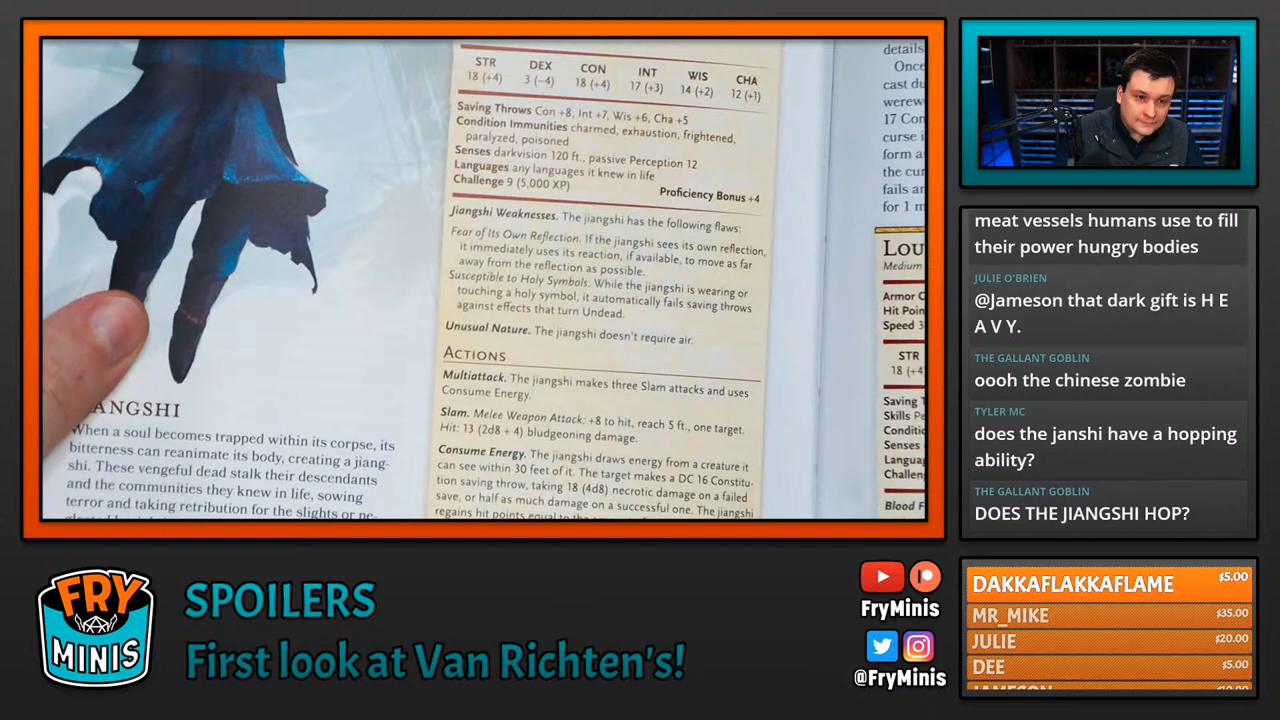 STR DEX CON INT WIS CHA
18 (+4) 3 (−4) 18 (+4) 17 (+3) 14 (+2) 12 (+1)
Saving Throws Con +8, Int +7, Wis +6, Cha +5
Condition Immunities charmed, exhaustion, frightened,
paralyzed, poisoned
Senses darkvision 120 ft., passive Perception 12
Languages any languages it knew in life
Challenge 9 (5,000 XP)
Proficiency Bonus +4
Jiangshi Weaknesses. The jiangshi has the following flaws:
Fear of Its Own Reflection. If the jiangshi sees its own reflection,
it immediately uses its reaction, if available, to move as far
away from the reflection as possible.
Susceptible to Holy Symbols. While the jiangshi is wearing or
touching a holy symbol, it automatically fails saving throws
against effects that turn Undead.
Unusual Nature. The jiangshi doesn't require air.
ACTIONS
Multiattack. The jiangshi makes three Slam attacks and uses
Consume Energy.
Slam. Melee Weapon Attack: +8 to hit, reach 5 ft., one target.
Hit: 13 (2d8 + 4) bludgeoning damage.
Consume Energy. The jiangshi draws energy from a creature it
can see within 30 feet of it. The target makes a DC 16 Constitu-
tion saving throw, taking 18 (4d8) necrotic damage on a failed
save, or half as much damage on a successful one. The jiangshi
regains hit points equal to the
ANGSHI
When a soul becomes trapped within its corpse, its
bitterness can reanimate its body, creating a jiang-
shi. These vengeful dead stalk their descendants
and the communities they knew in life, sowing
terror and taking retribution for the slights or ne-
details
Once
cast du
werew
17 Con
curse i
form a
the cur
fails an
for 1 m
LOU
Medium
Armor C
Hit Poin
Speed 3
STR
18 (+4
Saving T
Skills Pe
Conditio
Senses
Langua
Challen
Blood F
meat vessels humans use to fill
their power hungry bodies
JULIE O'BRIEN
@Jameson that dark gift is H E
A V Y.
THE GALLANT GOBLIN
oooh the chinese zombie
TYLER MC
does the janshi have a hopping
ability?
THE GALLANT GOBLIN
DOES THE JIANGSHI HOP?
FRY
MINIS
SPOILERS
First look at Van Richten's!
FryMinis
@FryMinis
DAKKAFLAKKAFLAME $5.00
MR_MIKE $35.00
JULIE $20.00
DEE $5.00
JAMESON $10.00